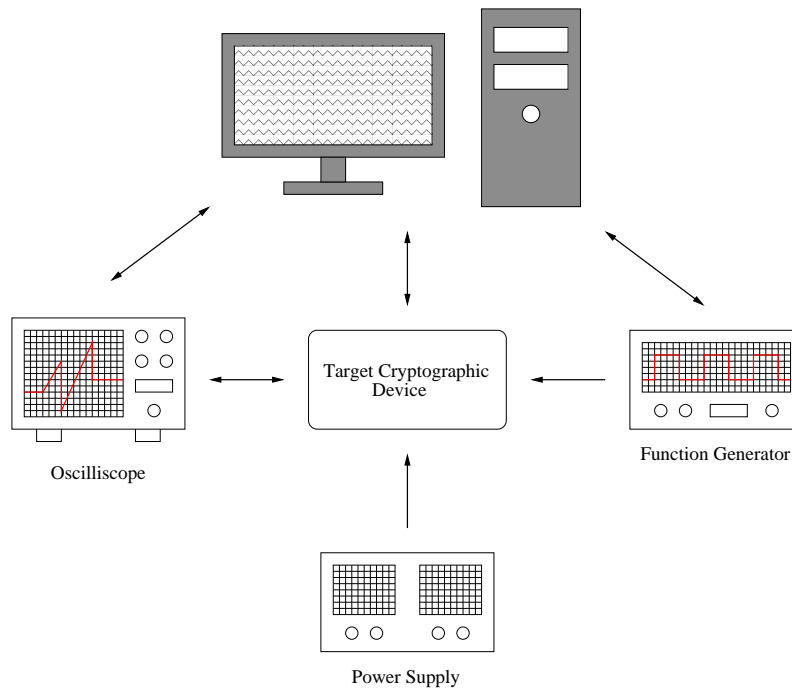 Target Cryptographic
Device
Oscilliscope
Function Generator
Power Supply